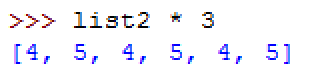 >>> list2 * 3
[4, 5, 4, 5, 4, 5]